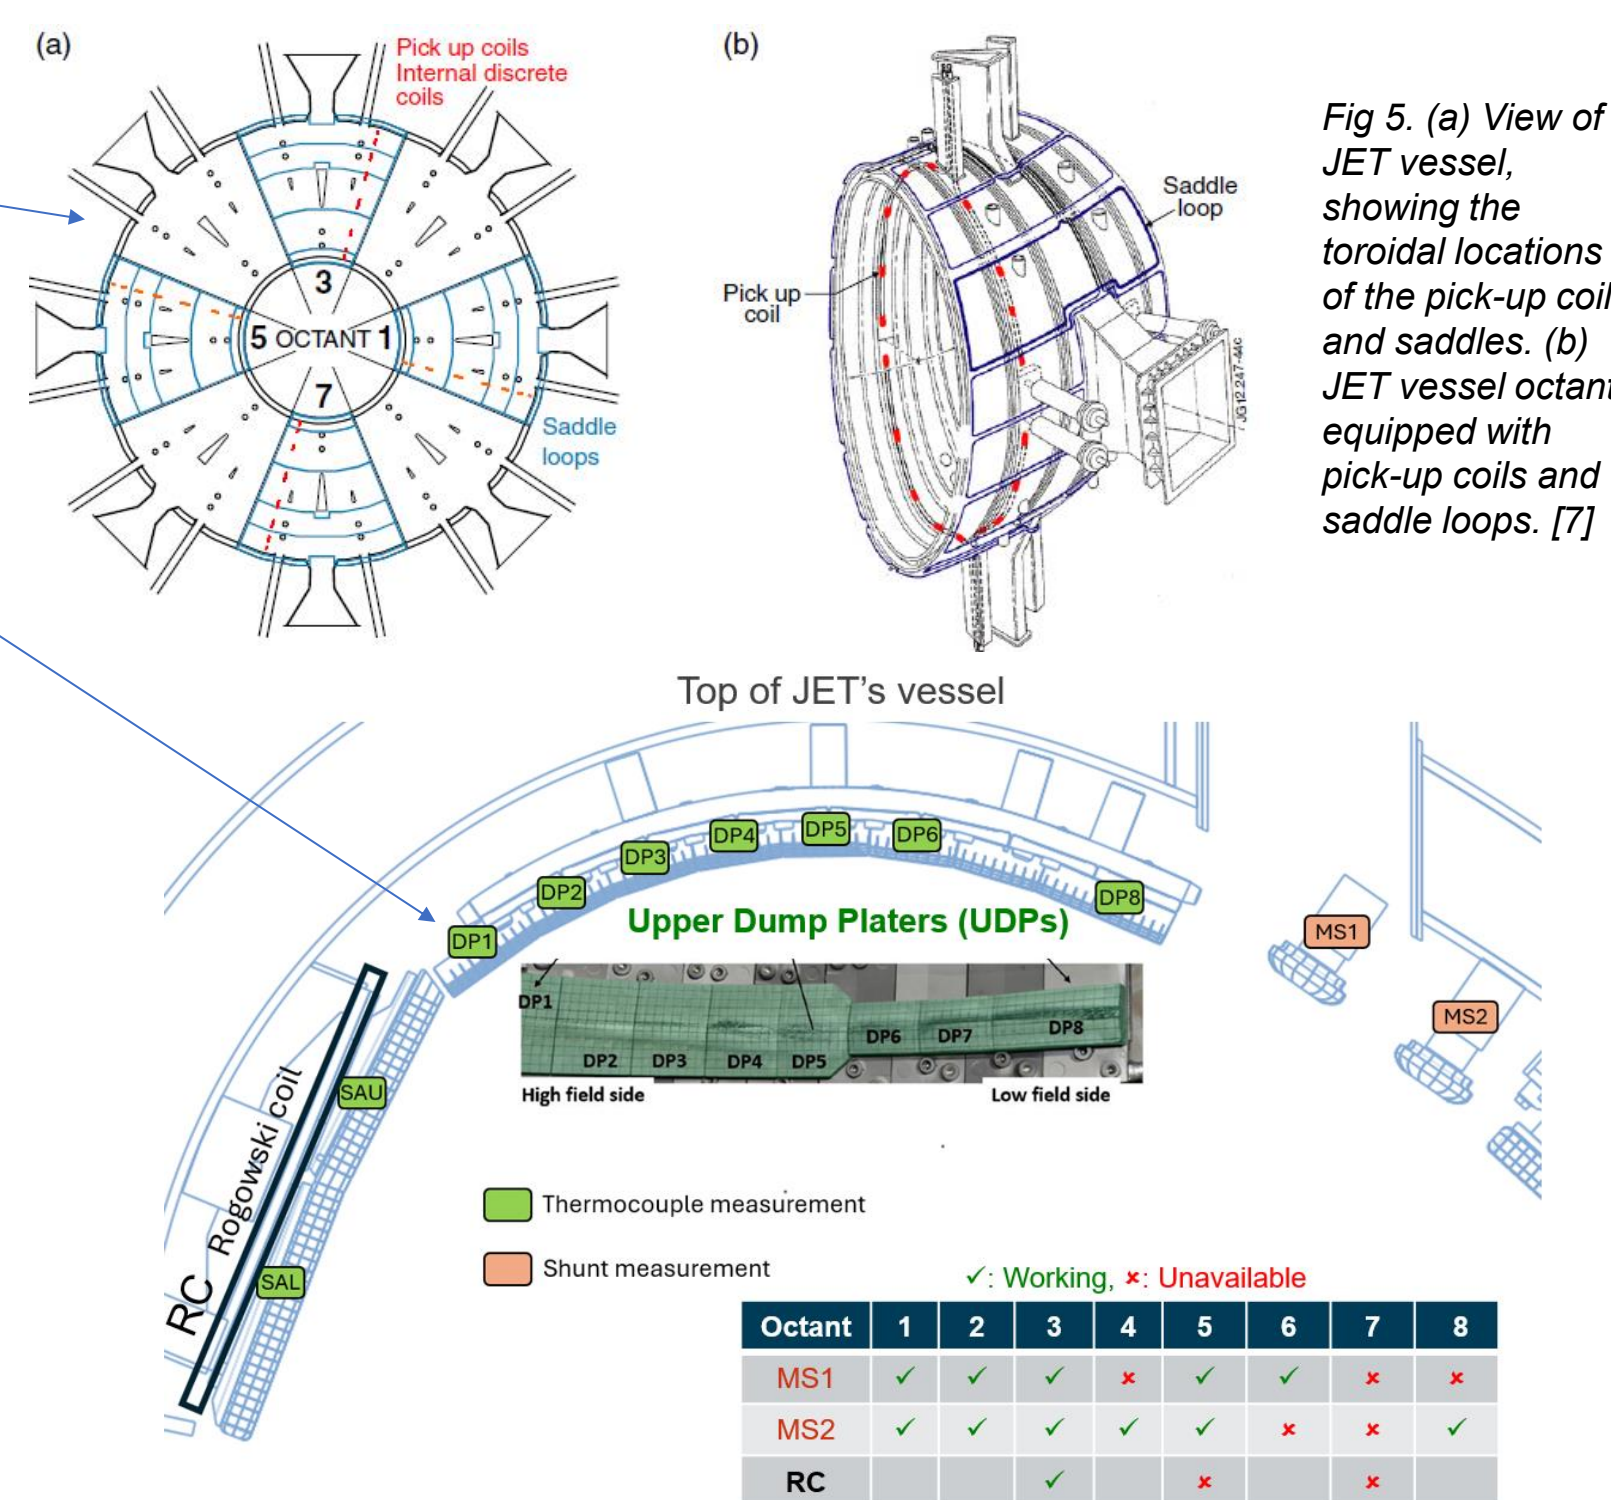 (a)
Pick up coils
Internal discrete
coils
3
5 OCTANT 1
7
Saddle
loops
(b)
Saddle
loop
Pick up
coil
JG12.247-44c
Fig 5. (a) View of
JET vessel,
showing the
toroidal locations
of the pick-up coil
and saddles. (b)
JET vessel octant
equipped with
pick-up coils and
saddle loops. [7]
Top of JET's vessel
DP1
DP2
DP3
DP4
DP5
DP6
DP8
MS1
MS2
Upper Dump Platers (UDPs)
DP1
DP2 DP3 DP4 DP5 DP6 DP7 DP8
High field side Low field side
SAU
SAL
RC Rogowski coil
Thermocouple measurement
Shunt measurement
✓: Working, ×: Unavailable
Octant 1 2 3 4 5 6 7 8
MS1 ✓ ✓ ✓ × ✓ ✓ × ×
MS2 ✓ ✓ ✓ ✓ ✓ × × ✓
RC ✓ × ×